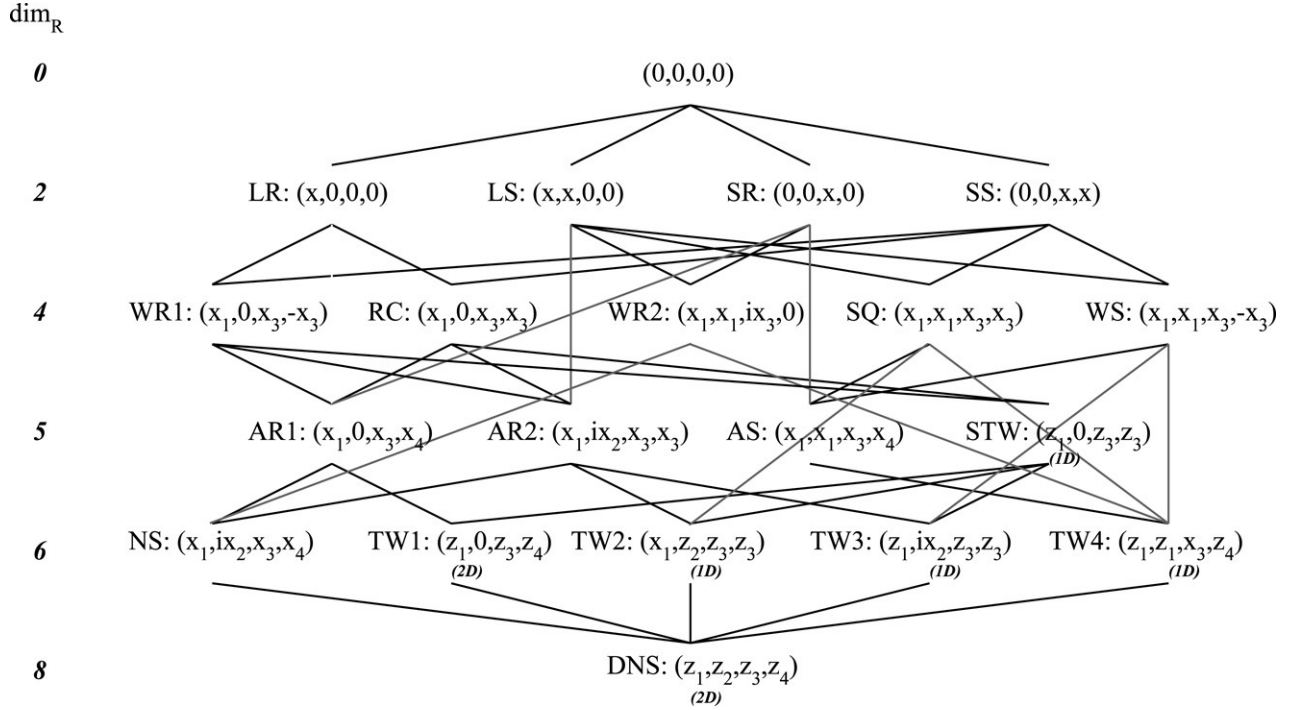 dim_R
0 (0,0,0,0)
2 LR: (x,0,0,0) LS: (x,x,0,0) SR: (0,0,x,0) SS: (0,0,x,x)
4 WR1: (x_1,0,x_3,-x_3) RC: (x_1,0,x_3,x_3) WR2: (x_1,x_1,ix_3,0) SQ: (x_1,x_1,x_3,x_3) WS: (x_1,x_1,x_3,-x_3)
5 AR1: (x_1,0,x_3,x_4) AR2: (x_1,ix_2,x_3,x_3) AS: (x_1,x_1,x_3,x_4) STW: (z_1,0,z_3,z_3)
(1D)
6 NS: (x_1,ix_2,x_3,x_4) TW1: (z_1,0,z_3,z_4) TW2: (x_1,z_2,z_3,z_3) TW3: (z_1,ix_2,z_3,z_3) TW4: (z_1,z_1,x_3,z_4)
(2D) (1D) (1D) (1D)
8 DNS: (z_1,z_2,z_3,z_4)
(2D)